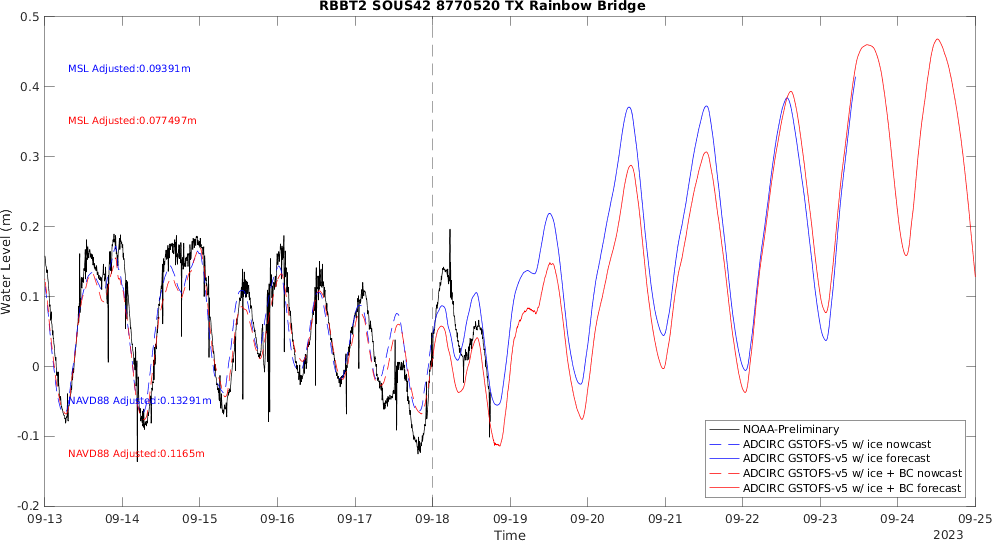 RBBT2 SOUS42 8770520 TX Rainbow Bridge
0.5
0.4
0.3
0.2
0.1
0
-0.1
-0.2
Water Level (m)
MSL Adjusted:0.09391m
MSL Adjusted:0.077497m
NAVD88 Adjusted:0.13291m
NAVD88 Adjusted:0.1165m
NOAA-Preliminary
ADCIRC GSTOFS-v5 w/ ice nowcast
ADCIRC GSTOFS-v5 w/ ice forecast
ADCIRC GSTOFS-v5 w/ ice + BC nowcast
ADCIRC GSTOFS-v5 w/ ice + BC forecast
09-13 09-14 09-15 09-16 09-17 09-18 09-19 09-20 09-21 09-22 09-23 09-24 09-25
Time
2023